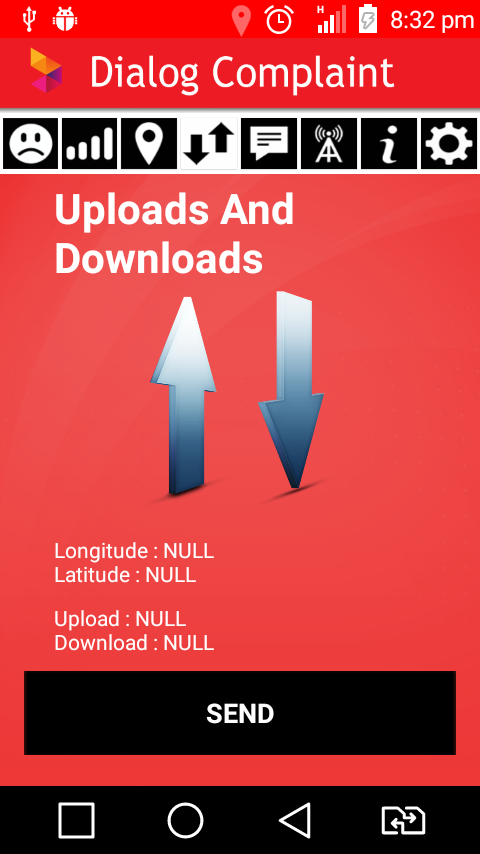 H
8:32 pm
Dialog Complaint
Uploads And
Downloads
Longitude : NULL
Latitude : NULL
Upload : NULL
Download : NULL
SEND